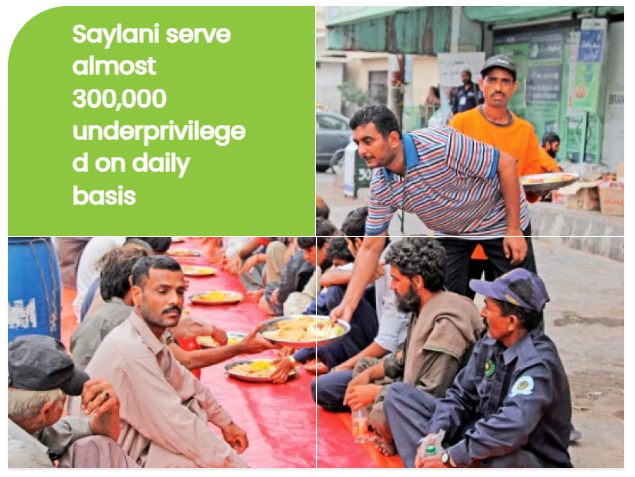 Saylani serve
almost
300,000
underprivilege
d on daily
basis